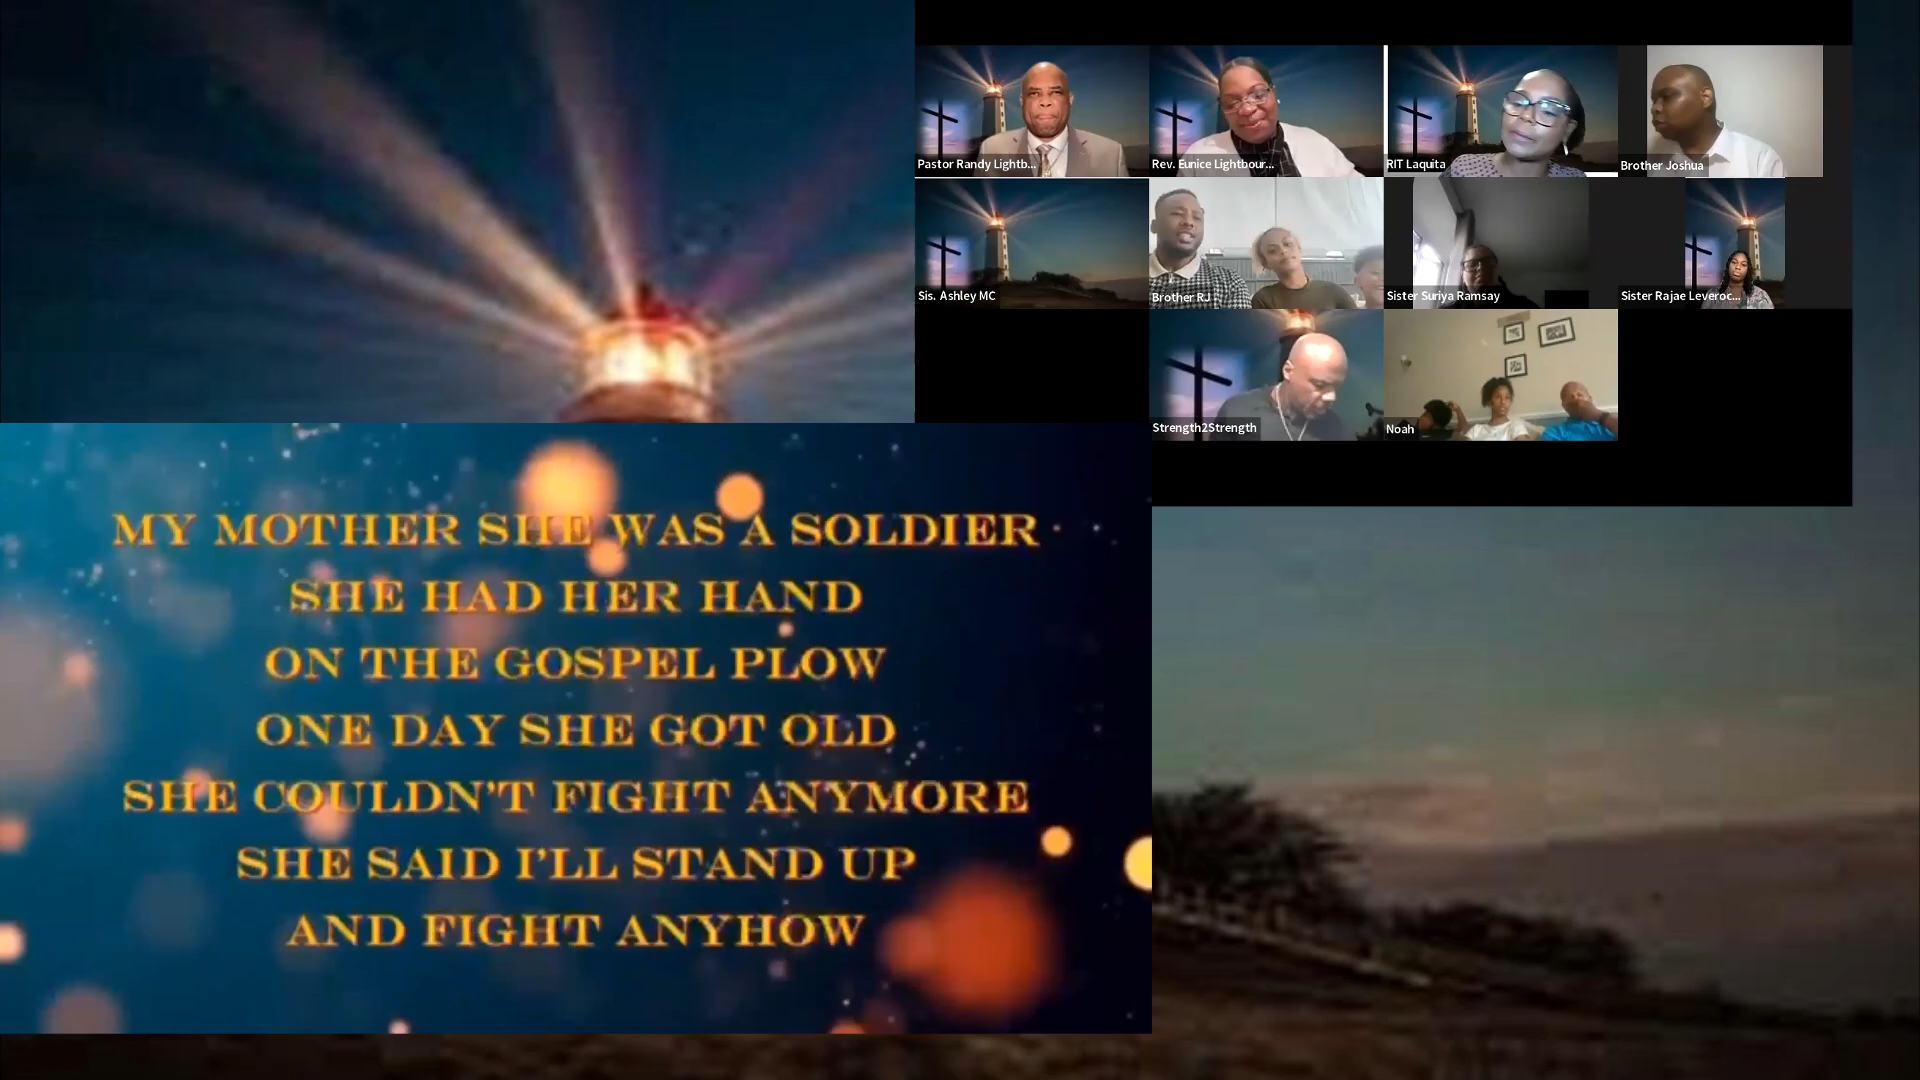 Pastor Randy Lightb...
Rev. Eunice Lightbour...
RIT Laquita
Brother Joshua
Sis. Ashley MC
Brother RJ
Sister Suriya Ramsay
Sister Rajae Leveroc...
Strength2Strength
Noah
MY MOTHER SHE WAS A SOLDIER
SHE HAD HER HAND
ON THE GOSPEL PLOW
ONE DAY SHE GOT OLD
SHE COULDN'T FIGHT ANYMORE
SHE SAID I'LL STAND UP
AND FIGHT ANYHOW